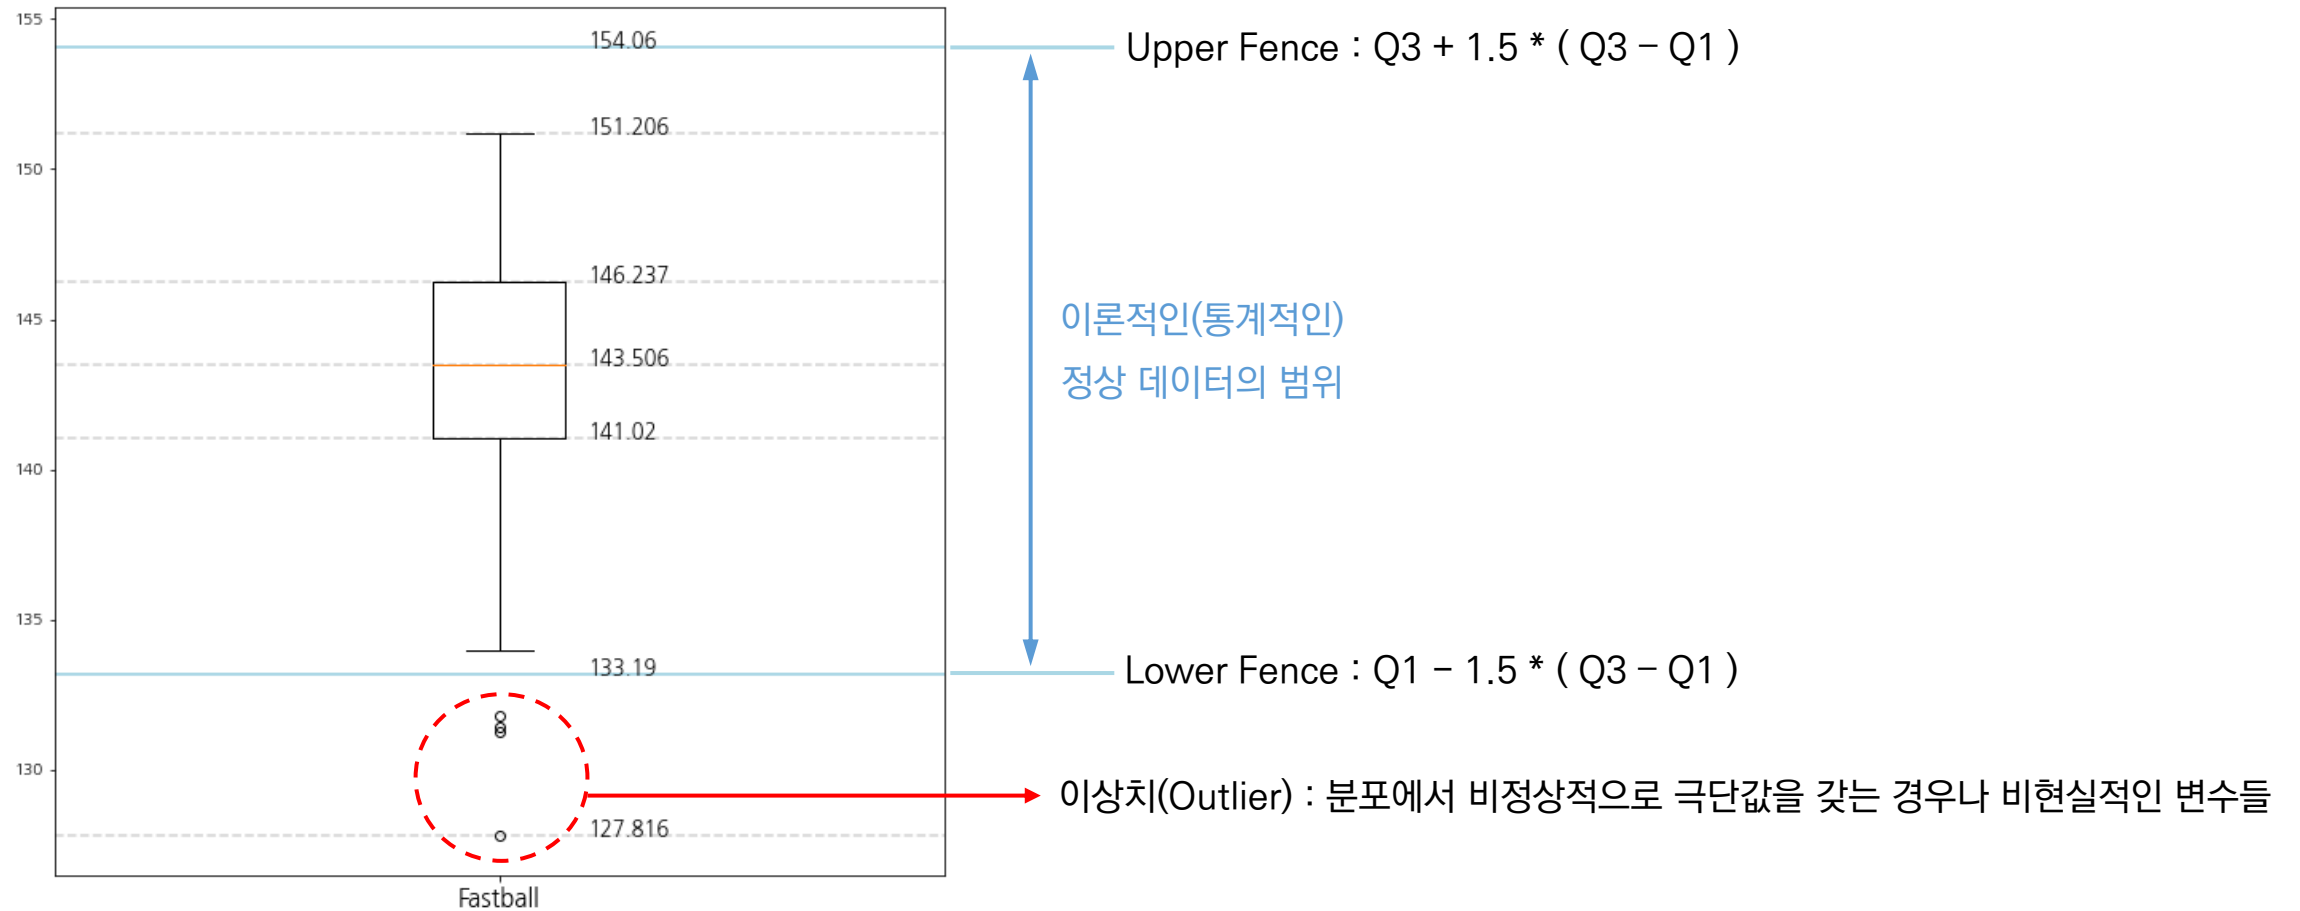 155
154.06
Upper Fence : Q3 + 1.5 * ( Q3 – Q1 )
151.206
150
146.237
145
이론적인(통계적인)
143.506
정상 데이터의 범위
141.02
140
135
133.19
Lower Fence : Q1 - 1.5 * ( Q3 – Q1 )
130
이상치(Outlier) : 분포에서 비정상적으로 극단값을 갖는 경우나 비현실적인 변수들
127.816
Fastball